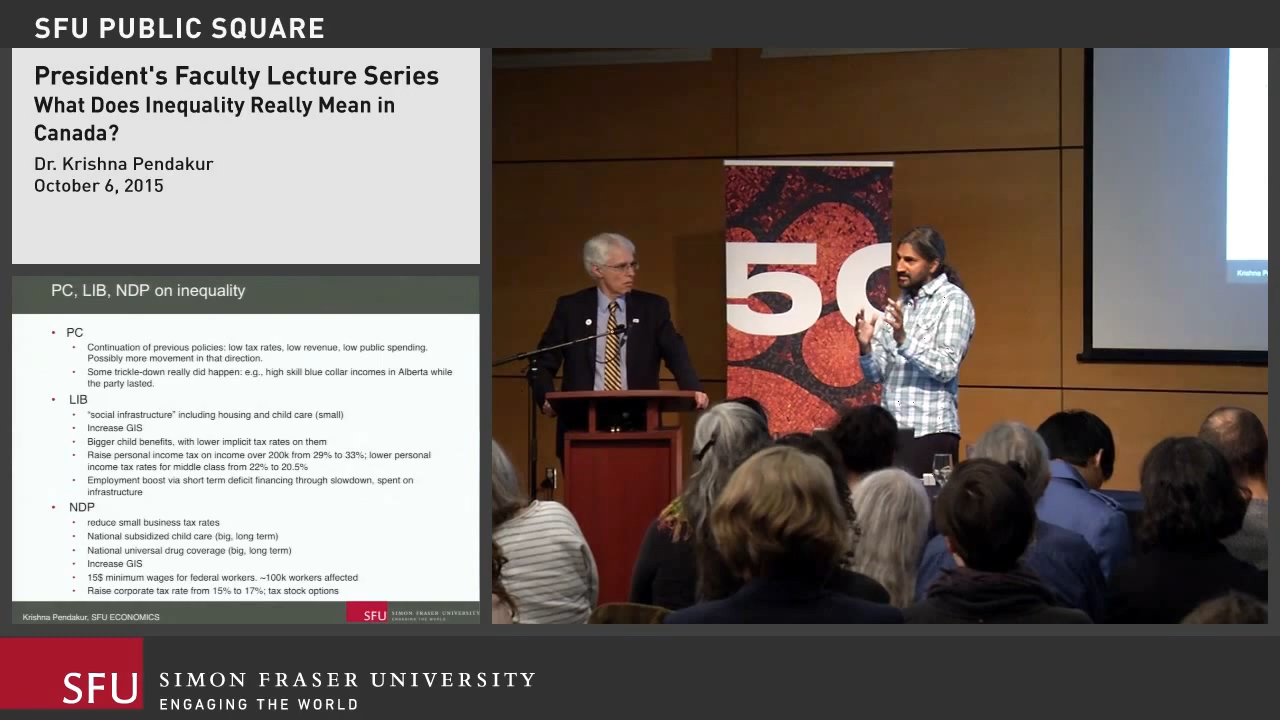 SFU PUBLIC SQUARE
President's Faculty Lecture Series
What Does Inequality Really Mean in
Canada?
Dr. Krishna Pendakur
October 6, 2015
PC, LIB, NDP on inequality
• PC
• Continuation of previous policies: low tax rates, low revenue, low public spending.
Possibly more movement in that direction.
• Some trickle-down really did happen: e.g., high skill blue collar incomes in Alberta while
the party lasted.
• LIB
• “social infrastructure” including housing and child care (small)
• Increase GIS
• Bigger child benefits, with lower implicit tax rates on them
• Raise personal income tax on income over 200k from 29% to 33%; lower personal
income tax rates for middle class from 22% to 20.5%
• Employment boost via short term deficit financing through slowdown, spent on
infrastructure
• NDP
• reduce small business tax rates
• National subsidized child care (big, long term)
• National universal drug coverage (big, long term)
• Increase GIS
• 15$ minimum wages for federal workers. ~100k workers affected
• Raise corporate tax rate from 15% to 17%; tax stock options
Krishna Pendakur, SFU ECONOMICS
SFU SIMON FRASER UNIVERSITY
ENGAGING THE WORLD
50
Krishna
SFU SIMON FRASER UNIVERSITY
ENGAGING THE WORLD